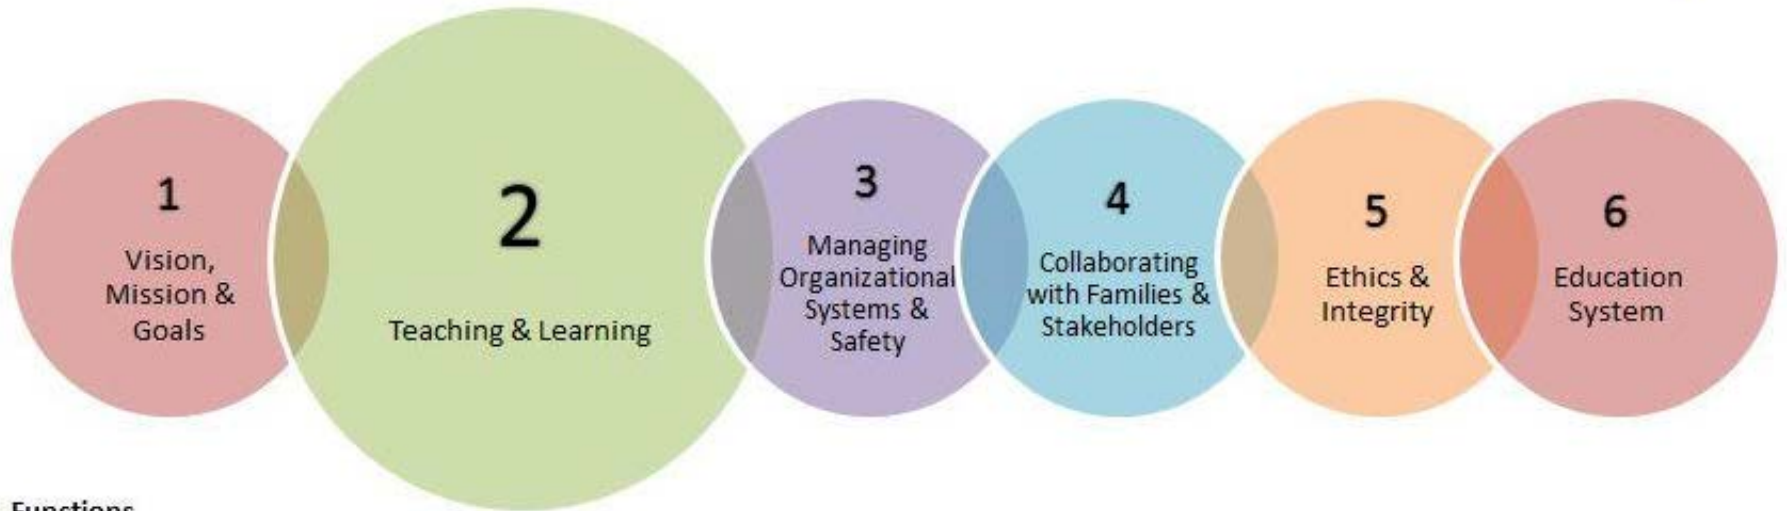 1
Vision,
Mission &
Goals
2
Teaching & Learning
3
Managing
Organizational
Systems &
Safety
4
Collaborating
with Families &
Stakeholders
5
Ethics &
Integrity
6
Education
System
Functions